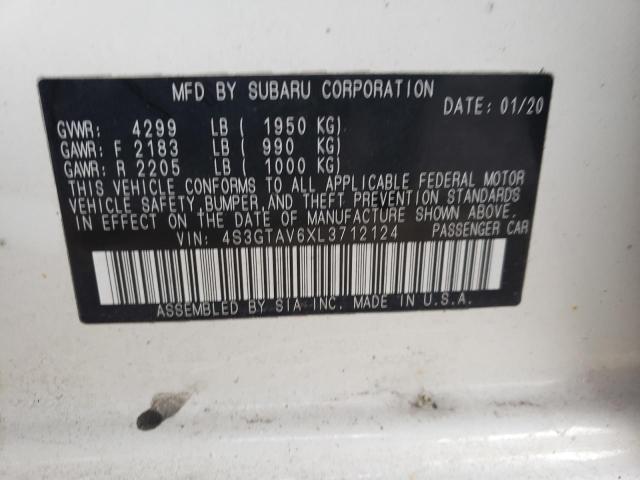 MFD BY SUBARU CORPORATION
DATE: 01/20
GVWR: 4299 LB ( 1950 KG)
GAWR: F 2183 LB ( 990 KG)
GAWR: R 2205 LB ( 1000 KG)
THIS VEHICLE CONFORMS TO ALL APPLICABLE FEDERAL MOTOR
VEHICLE SAFETY,BUMPER,AND THEFT PREVENTION STANDARDS
IN EFFECT ON THE DATE OF MANUFACTURE SHOWN ABOVE.
VIN: 4S3GTAV6XL3712124 PASSENGER CAR
ASSEMBLED BY SIA INC. MADE IN U.S.A.